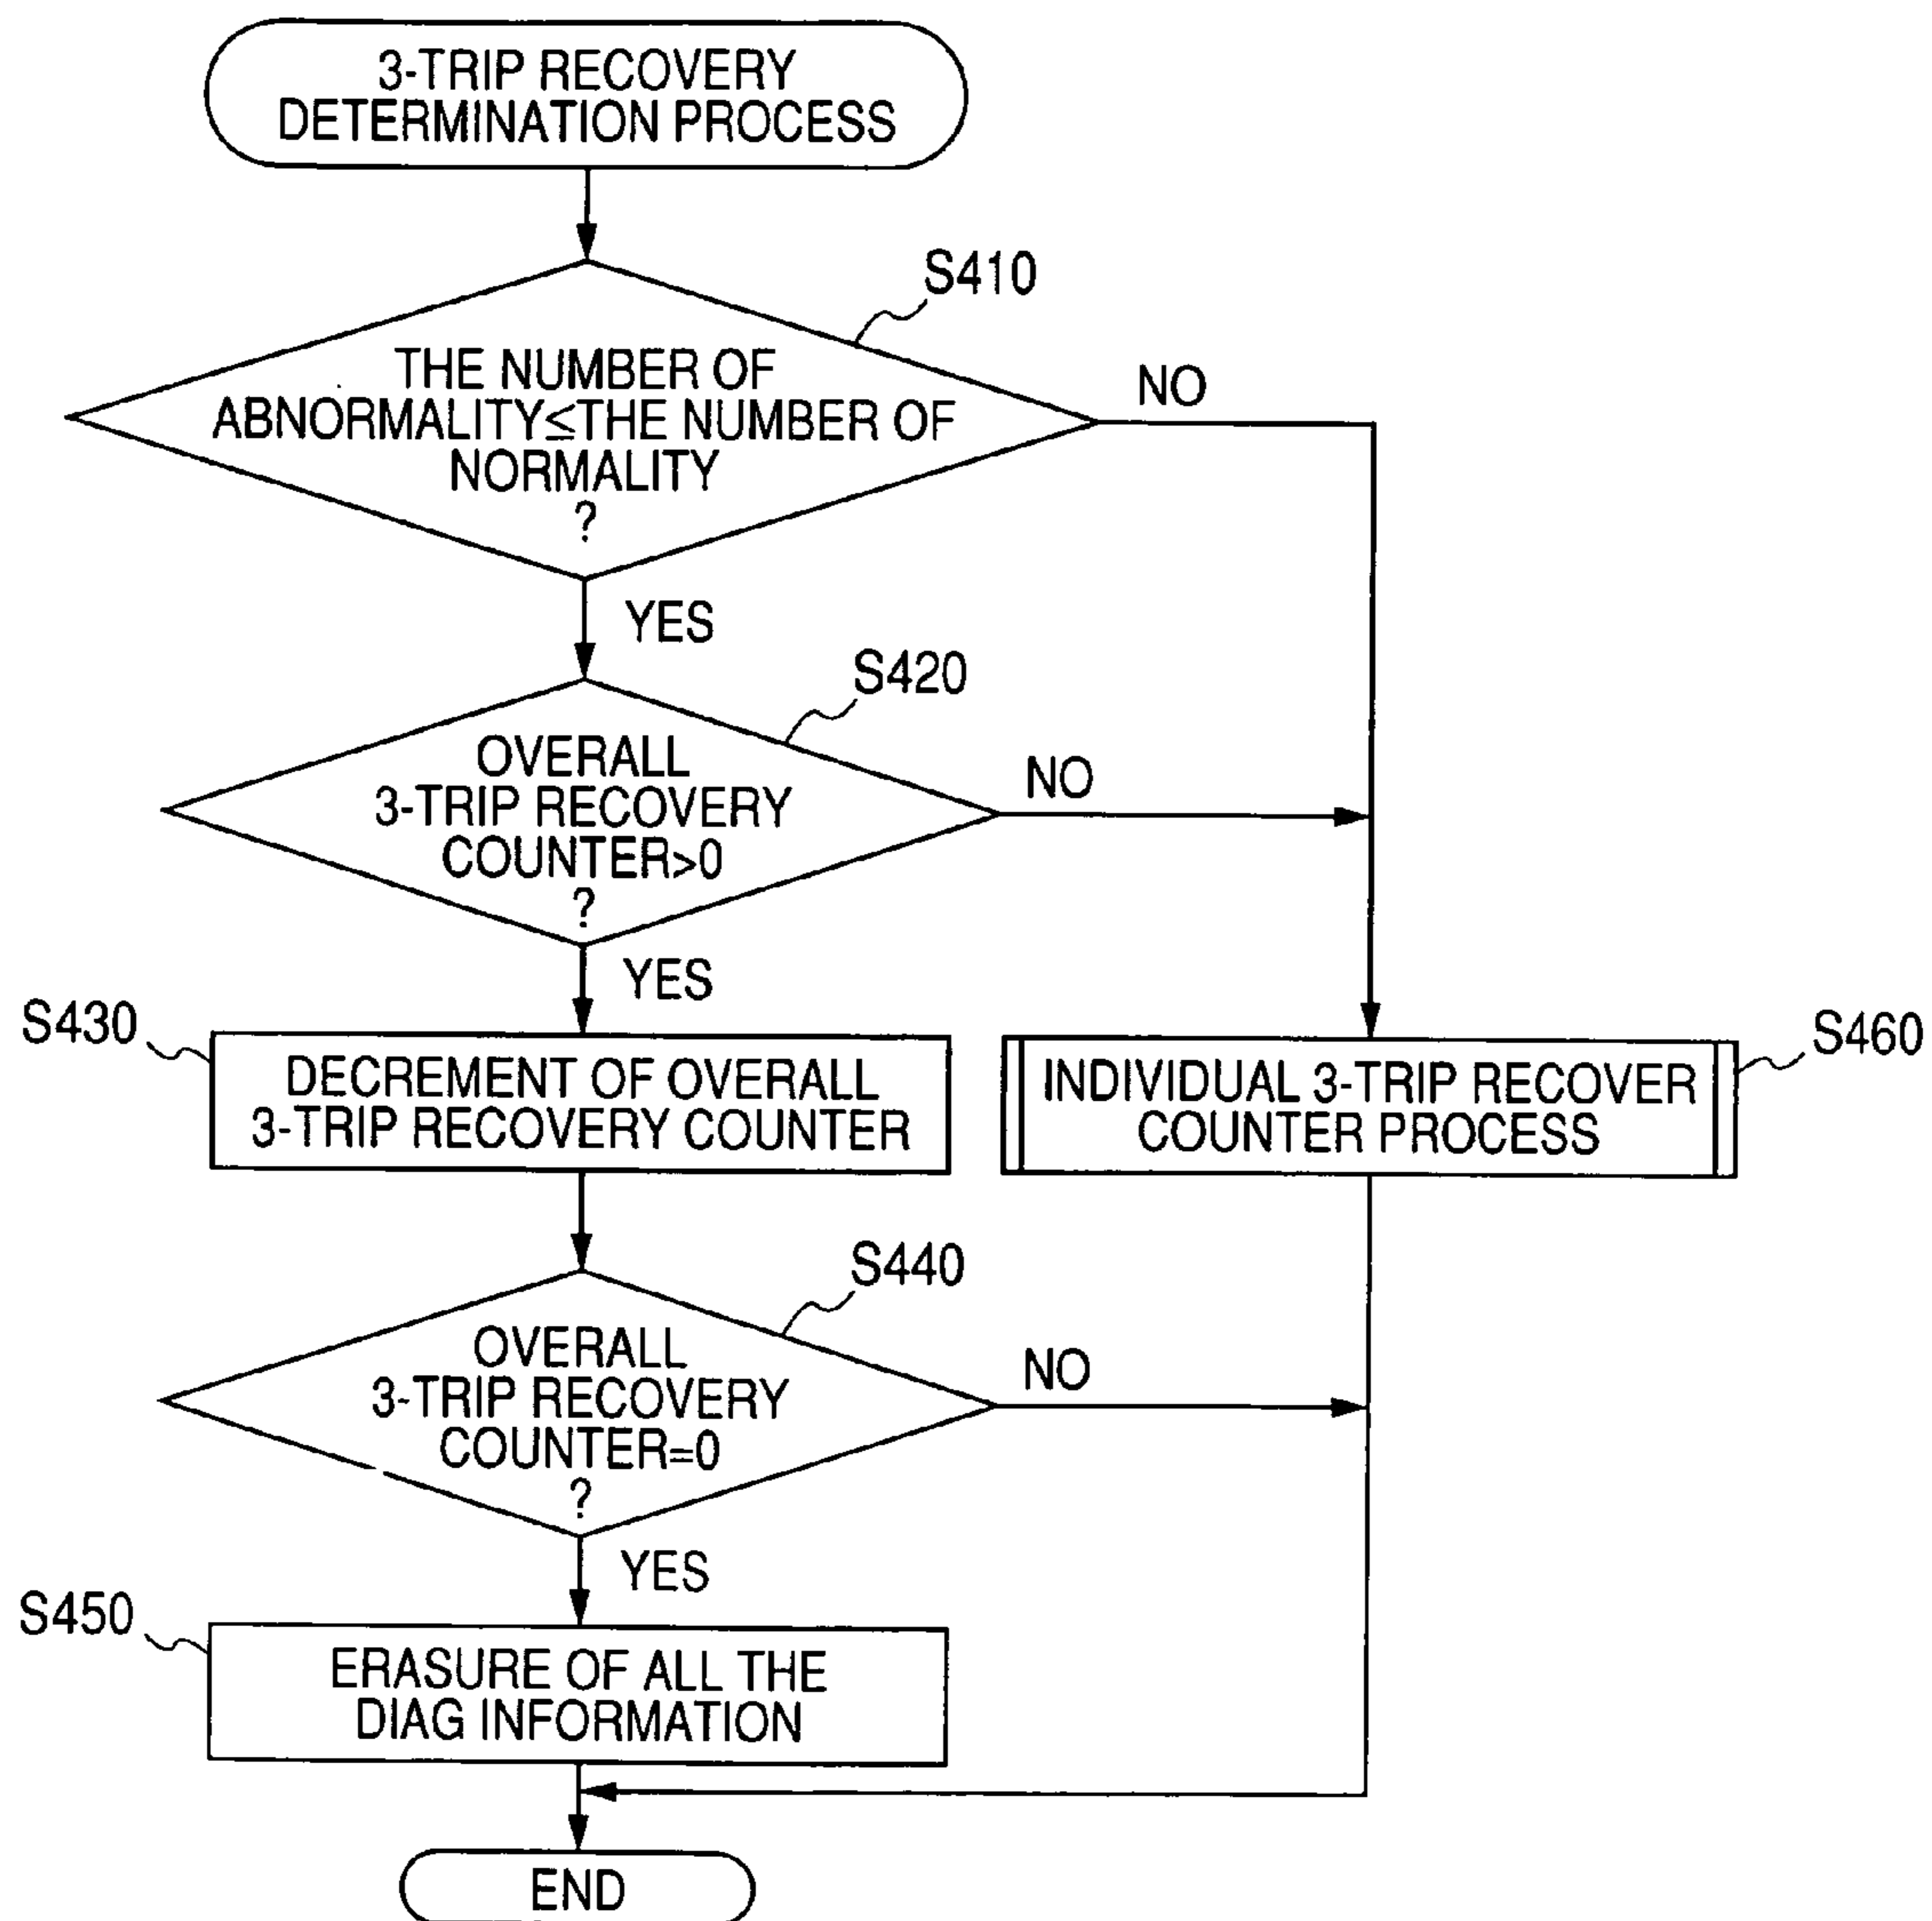 3-TRIP RECOVERY
DETERMINATION PROCESS
S410
THE NUMBER OF
ABNORMALITY≤THE NUMBER OF
NORMALITY
?
NO
YES
S420
OVERALL
3-TRIP RECOVERY
COUNTER>0
?
NO
YES
S430
DECREMENT OF OVERALL
3-TRIP RECOVERY COUNTER
INDIVIDUAL 3-TRIP RECOVER
COUNTER PROCESS
S460
S440
OVERALL
3-TRIP RECOVERY
COUNTER=0
?
NO
YES
S450
ERASURE OF ALL THE
DIAG INFORMATION
END